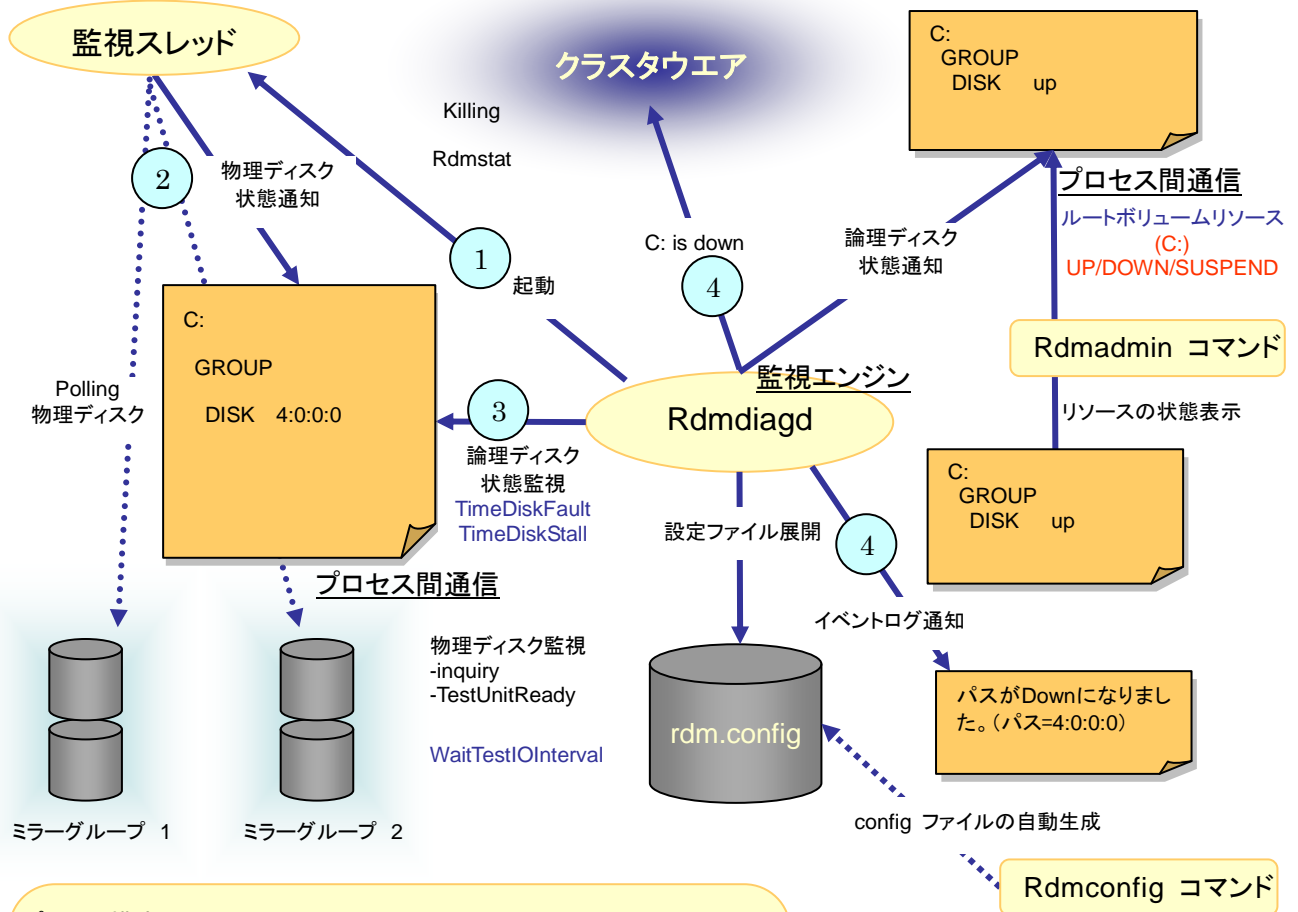 監視スレッド
クラスタウエア
C:
GROUP
DISK up
Killing
Rdmstat
2
物理ディスク
状態通知
1
起動
C: is down
4
論理ディスク
状態通知
プロセス間通信
ルートボリュームリソース
(C:)
UP/DOWN/SUSPEND
Rdmadmin コマンド
リソースの状態表示
C:
GROUP
DISK 4:0:0:0
Polling
物理ディスク
3
論理ディスク
状態監視
TimeDiskFault
TimeDiskStall
監視エンジン
Rdmdiagd
C:
GROUP
DISK up
設定ファイル展開
4
イベントログ通知
プロセス間通信
物理ディスク監視
-inquiry
-TestUnitReady
WaitTestIOInterval
rdm.config
パスがDownになりまし
た。(パス=4:0:0:0)
ミラーグループ 1
ミラーグループ 2
config ファイルの自動生成
Rdmconfig コマンド